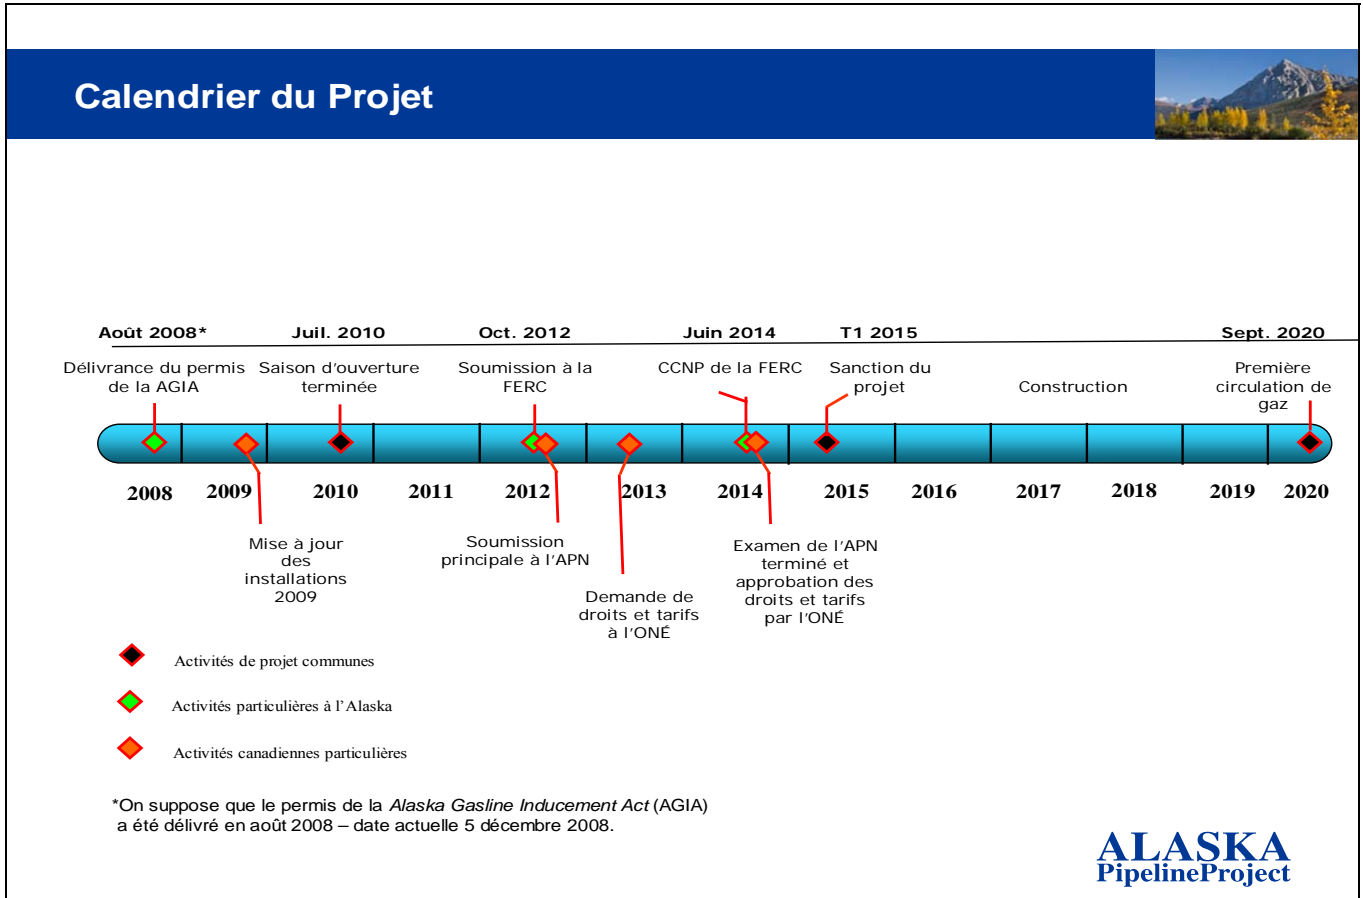 Calendrier du Projet
Août 2008*
Juil. 2010
Oct. 2012
Juin 2014
T1 2015
Sept. 2020
Délivrance du permis
de la AGIA
Saison d'ouverture
terminée
Soumission à la
FERC
CCNP de la FERC
Sanction du
projet
Construction
Première
circulation de
gaz
2008
2009
2010
2011
2012
2013
2014
2015
2016
2017
2018
2019
2020
Mise à jour
des
installations
2009
Soumission
principale à l'APN
Demande de
droits et tarifs
à l'ONÉ
Examen de l'APN
terminé et
approbation des
droits et tarifs
par l'ONÉ
Activités de projet communes
Activités particulières à l'Alaska
Activités canadiennes particulières
*On suppose que le permis de la Alaska Gasline Inducement Act (AGIA)
a été délivré en août 2008 – date actuelle 5 décembre 2008.
ALASKA
PipelineProject